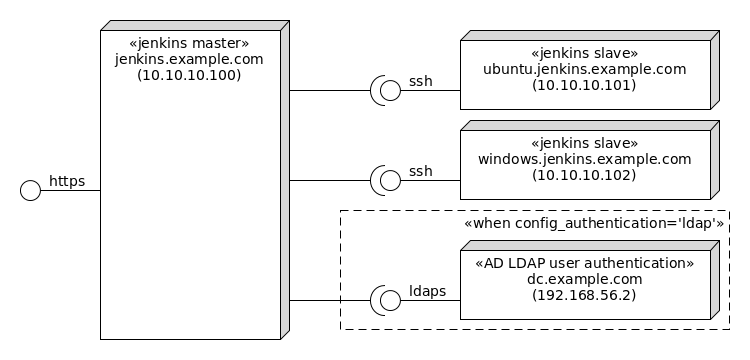 «jenkins master»
jenkins.example.com
(10.10.10.100)
https
ssh
«jenkins slave»
ubuntu.jenkins.example.com
(10.10.10.101)
ssh
«jenkins slave»
windows.jenkins.example.com
(10.10.10.102)
«when config_authentication='ldap'»
ldaps
«AD LDAP user authentication»
dc.example.com
(192.168.56.2)